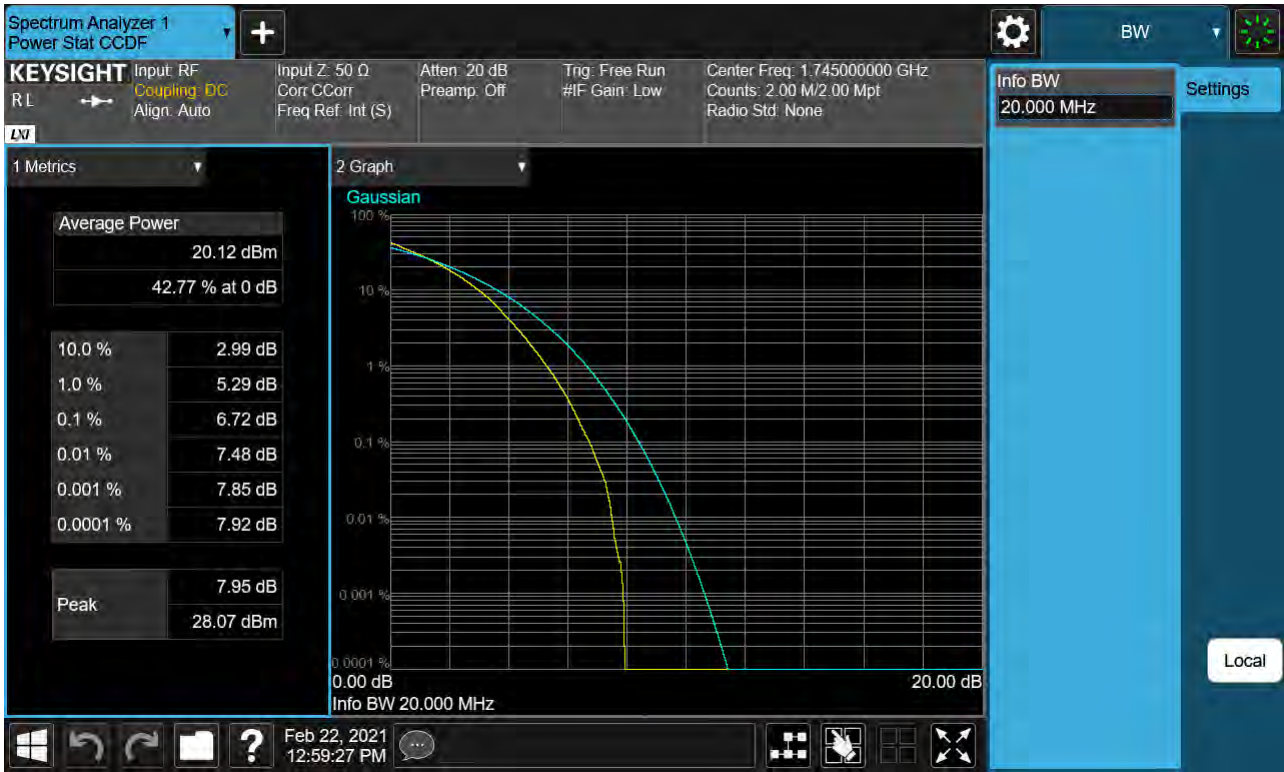 Spectrum Analyzer 1
Power Stat CCDF
BW
KEYSIGHT
RL
LXI
Input: RF
Coupling: DC
Align: Auto
Input Z: 50 Ω
Corr CCorr
Freq Ref: Int (S)
Atten: 20 dB
Preamp: Off
Trig: Free Run
#IF Gain: Low
Center Freq: 1.745000000 GHz
Counts: 2.00 M/2.00 Mpt
Radio Std: None
Info BW
20.000 MHz
Settings
1 Metrics
Average Power
20.12 dBm
42.77 % at 0 dB
10.0 % 2.99 dB
1.0 % 5.29 dB
0.1 % 6.72 dB
0.01 % 7.48 dB
0.001 % 7.85 dB
0.0001 % 7.92 dB
Peak
7.95 dB
28.07 dBm
2 Graph
Gaussian
100 %
10 %
1 %
0.1 %
0.01 %
0.001 %
0.0001 %
0.00 dB 20.00 dB
Info BW 20.000 MHz
Local
Feb 22, 2021
12:59:27 PM